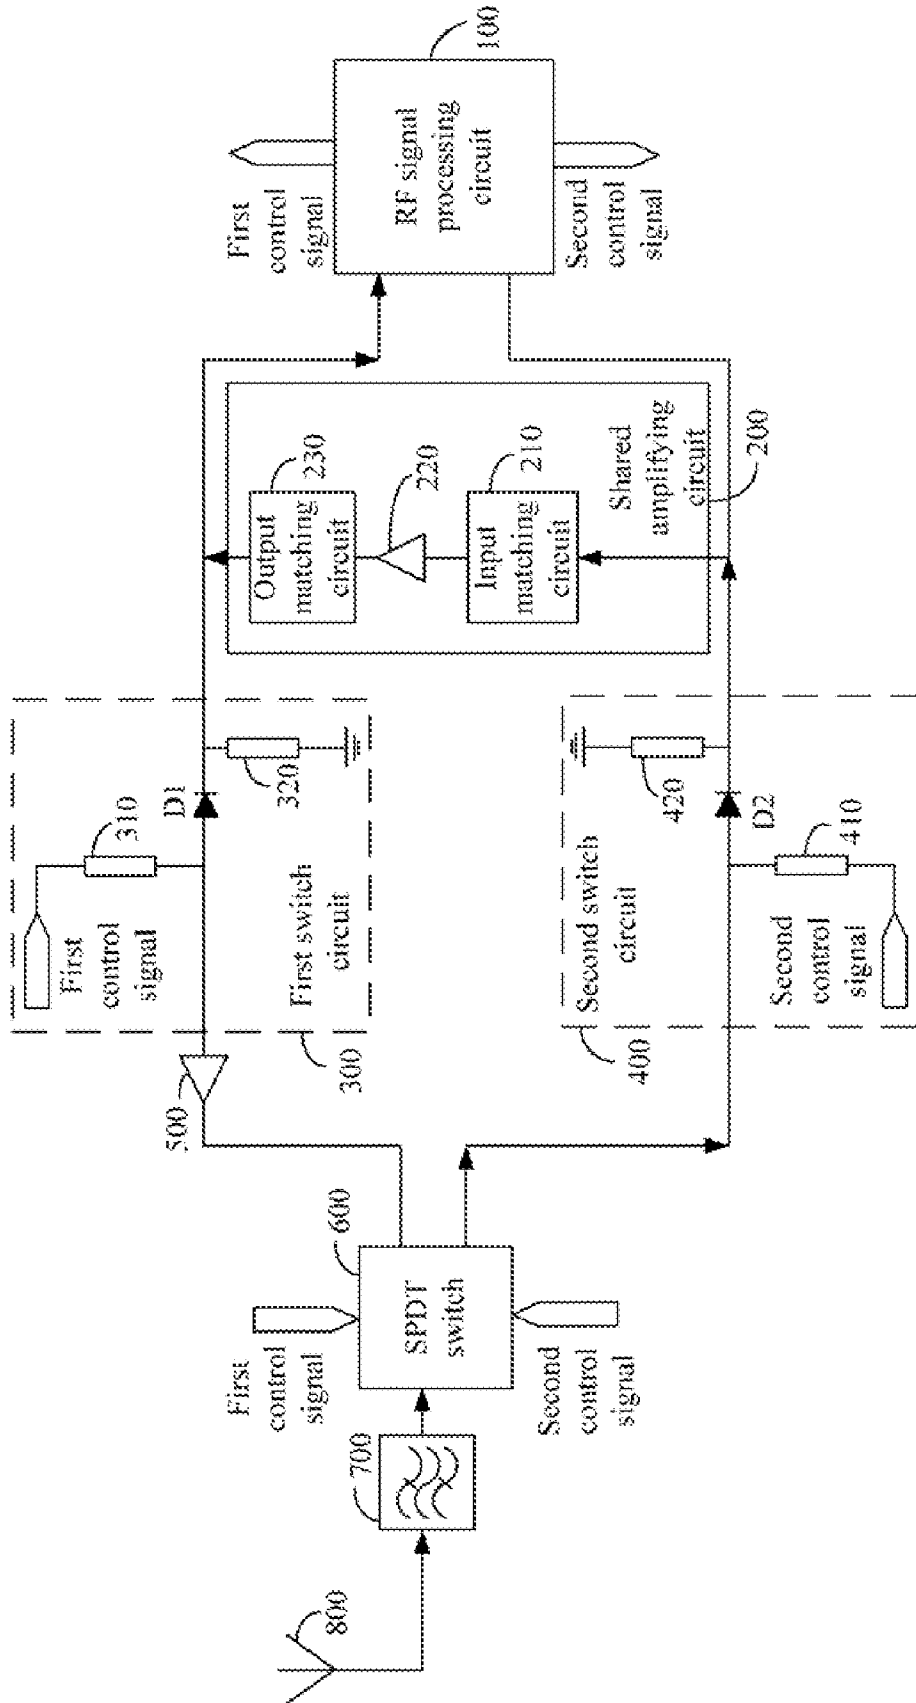 800
700
First
control
signal
600
SPDT
switch
Second
control
signal
500
300
First switch
circuit
First
control
signal
310
D1
320
400
Second switch
circuit
420
D2
Second
control
signal
410
Output
matching
circuit
230
220
Input
matching
circuit
210
Shared
amplifying
circuit
200
First
control
signal
RF signal
processing
circuit
100
Second
control
signal